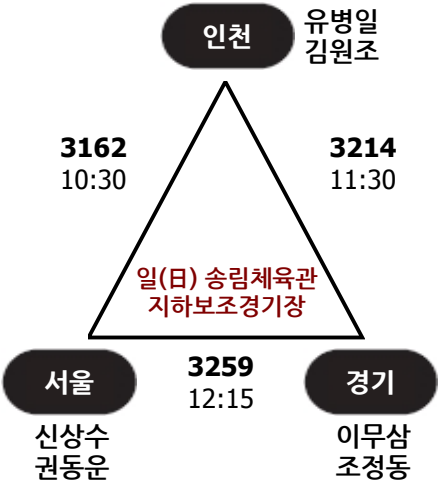 인천
유병일
김원조
3162
10:30
3214
11:30
일(日) 송림체육관
지하보조경기장
서울
3259
12:15
경기
신상수
권동운
이무삼
조정동